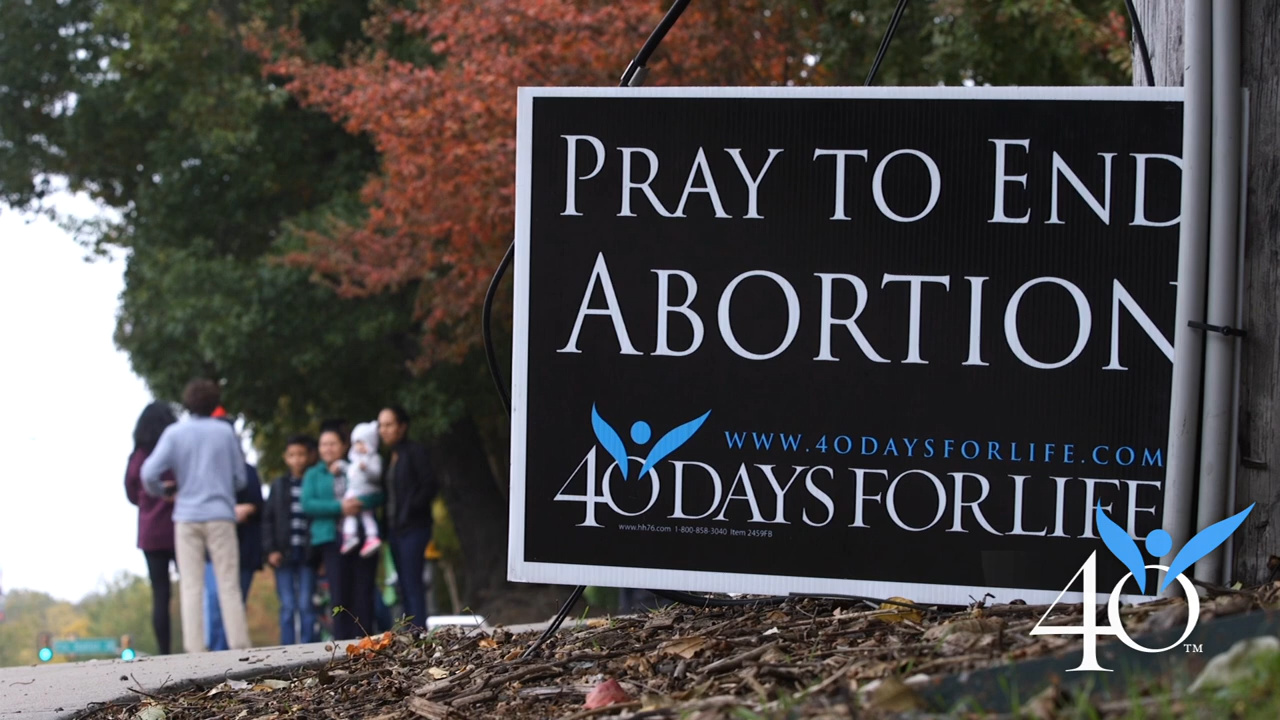 PRAY TO END
ABORTION
WWW.40DAYSFORLIFE.COM
40 DAYS FOR LIFE
www.hh76.com 1-800-858-3040 Item 2459FB
40 TM